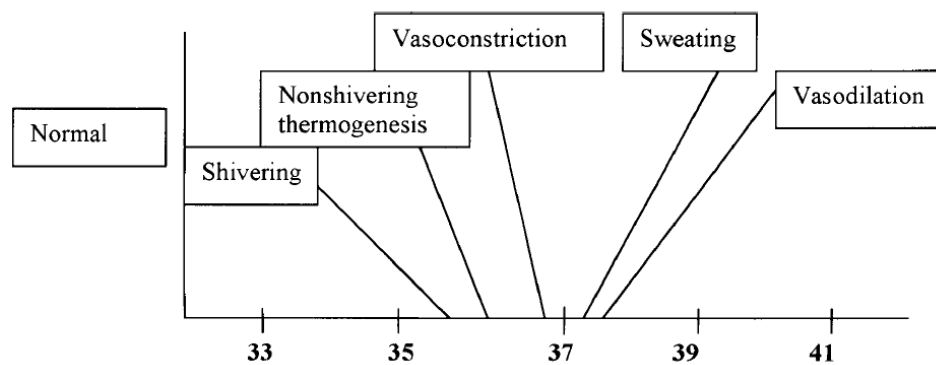 Vasoconstriction
Sweating
Nonshivering
thermogenesis
Vasodilation
Normal
Shivering
33 35 37 39 41